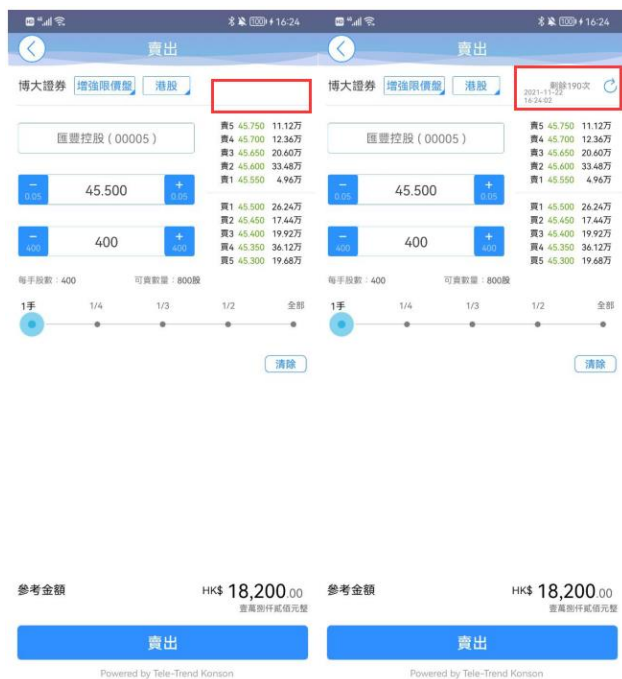 16:24
賣出
博大證券 增強限價盤 港股
匯豐控股 ( 00005 )
賣5 45.750 11.12万
賣4 45.700 12.36万
賣3 45.650 20.60万
賣2 45.600 33.48万
賣1 45.550 4.96万
− 0.05 45.500 + 0.05
買1 45.500 26.24万
買2 45.450 17.44万
買3 45.400 19.92万
買4 45.350 36.12万
買5 45.300 19.68万
− 400 400 + 400
每手股數:400 可賣數量:800股
1手 1/4 1/3 1/2 全部
清除
參考金額 HK$ 18,200.00
壹萬捌仟貳佰元整
賣出
Powered by Tele-Trend Konson
16:24
賣出
博大證券 增強限價盤 港股
剩餘190次
2021-11-22
16:24:02
匯豐控股 ( 00005 )
賣5 45.750 11.12万
賣4 45.700 12.36万
賣3 45.650 20.60万
賣2 45.600 33.48万
賣1 45.550 4.96万
− 0.05 45.500 + 0.05
買1 45.500 26.24万
買2 45.450 17.44万
買3 45.400 19.92万
買4 45.350 36.12万
買5 45.300 19.68万
− 400 400 + 400
每手股數:400 可賣數量:800股
1手 1/4 1/3 1/2 全部
清除
參考金額 HK$ 18,200.00
壹萬捌仟貳佰元整
賣出
Powered by Tele-Trend Konson